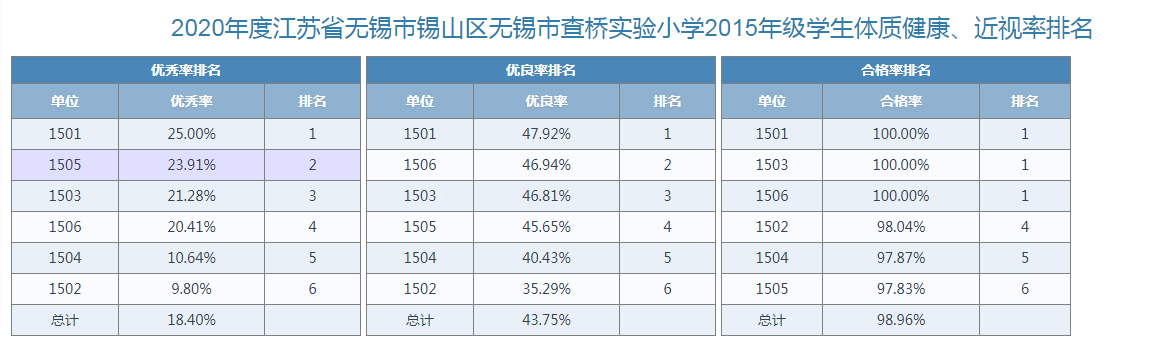 2020年度江苏省无锡市锡山区无锡市查桥实验小学2015年级学生体质健康、近视率排名
优秀率排名 优良率排名 合格率排名
单位 优秀率 排名 单位 优良率 排名 单位 合格率 排名
1501 25.00% 1 1501 47.92% 1 1501 100.00% 1
1505 23.91% 2 1506 46.94% 2 1503 100.00% 1
1503 21.28% 3 1503 46.81% 3 1506 100.00% 1
1506 20.41% 4 1505 45.65% 4 1502 98.04% 4
1504 10.64% 5 1504 40.43% 5 1504 97.87% 5
1502 9.80% 6 1502 35.29% 6 1505 97.83% 6
总计 18.40% 总计 43.75% 总计 98.96%